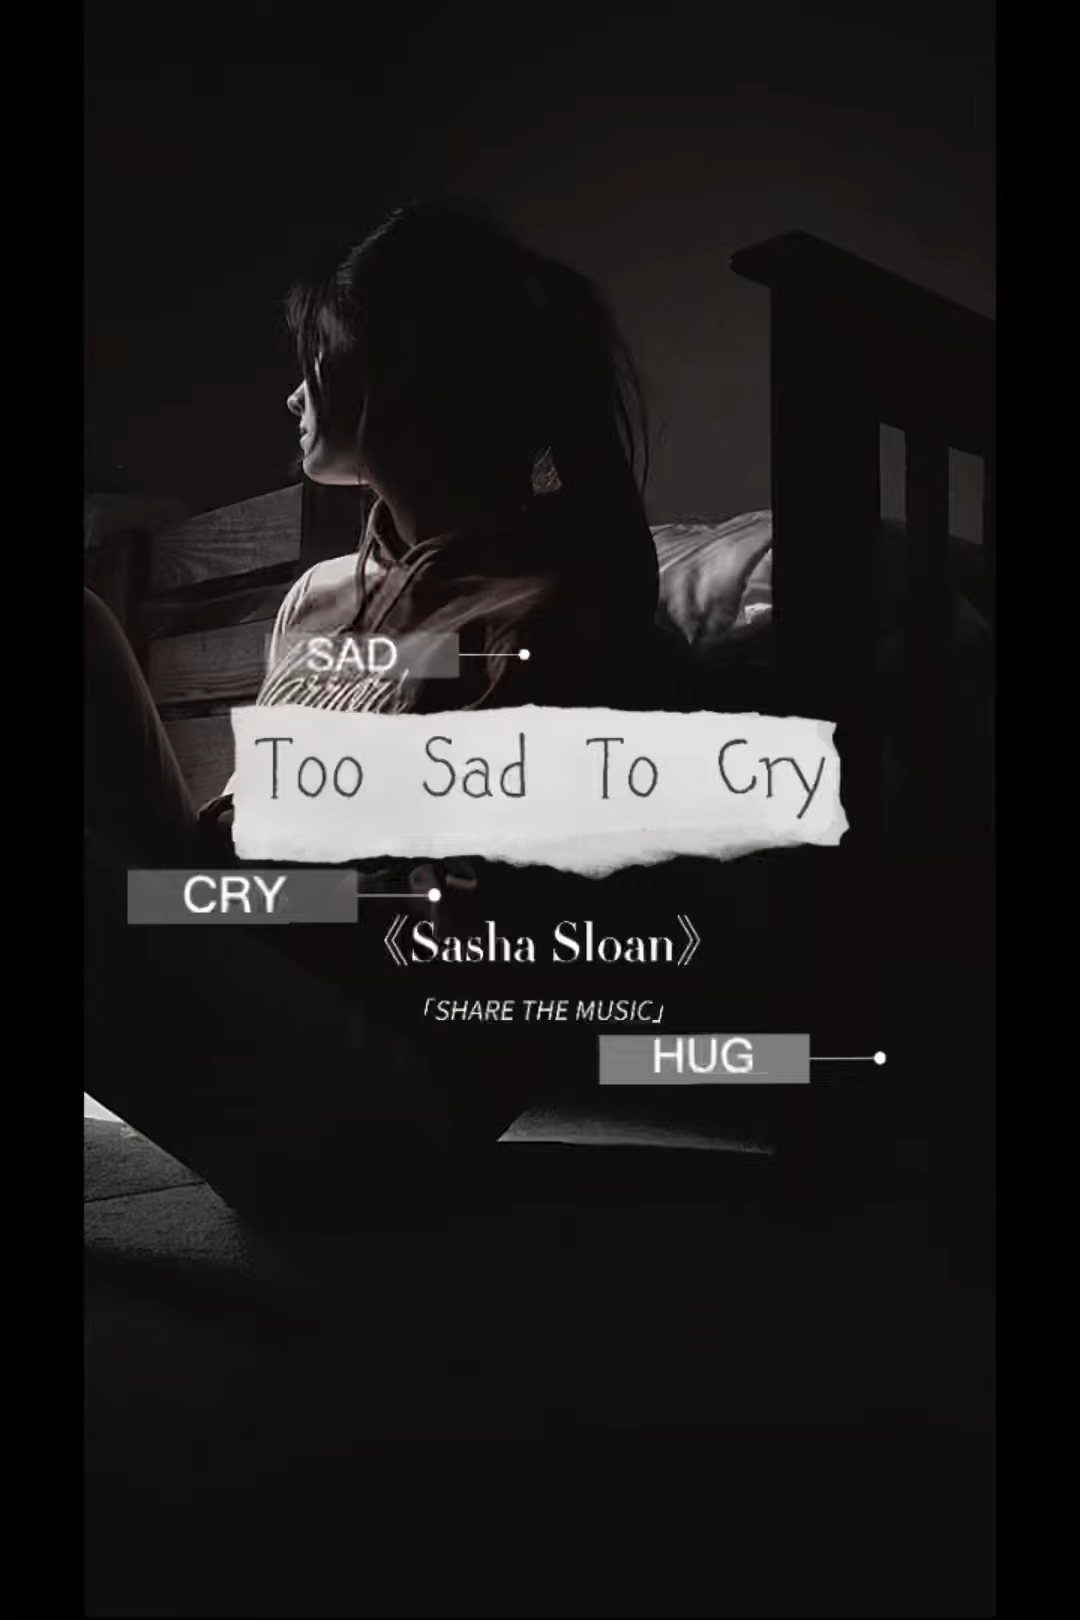 SAD
Too Sad To Cry
CRY
《Sasha Sloan》
「SHARE THE MUSIC」
HUG